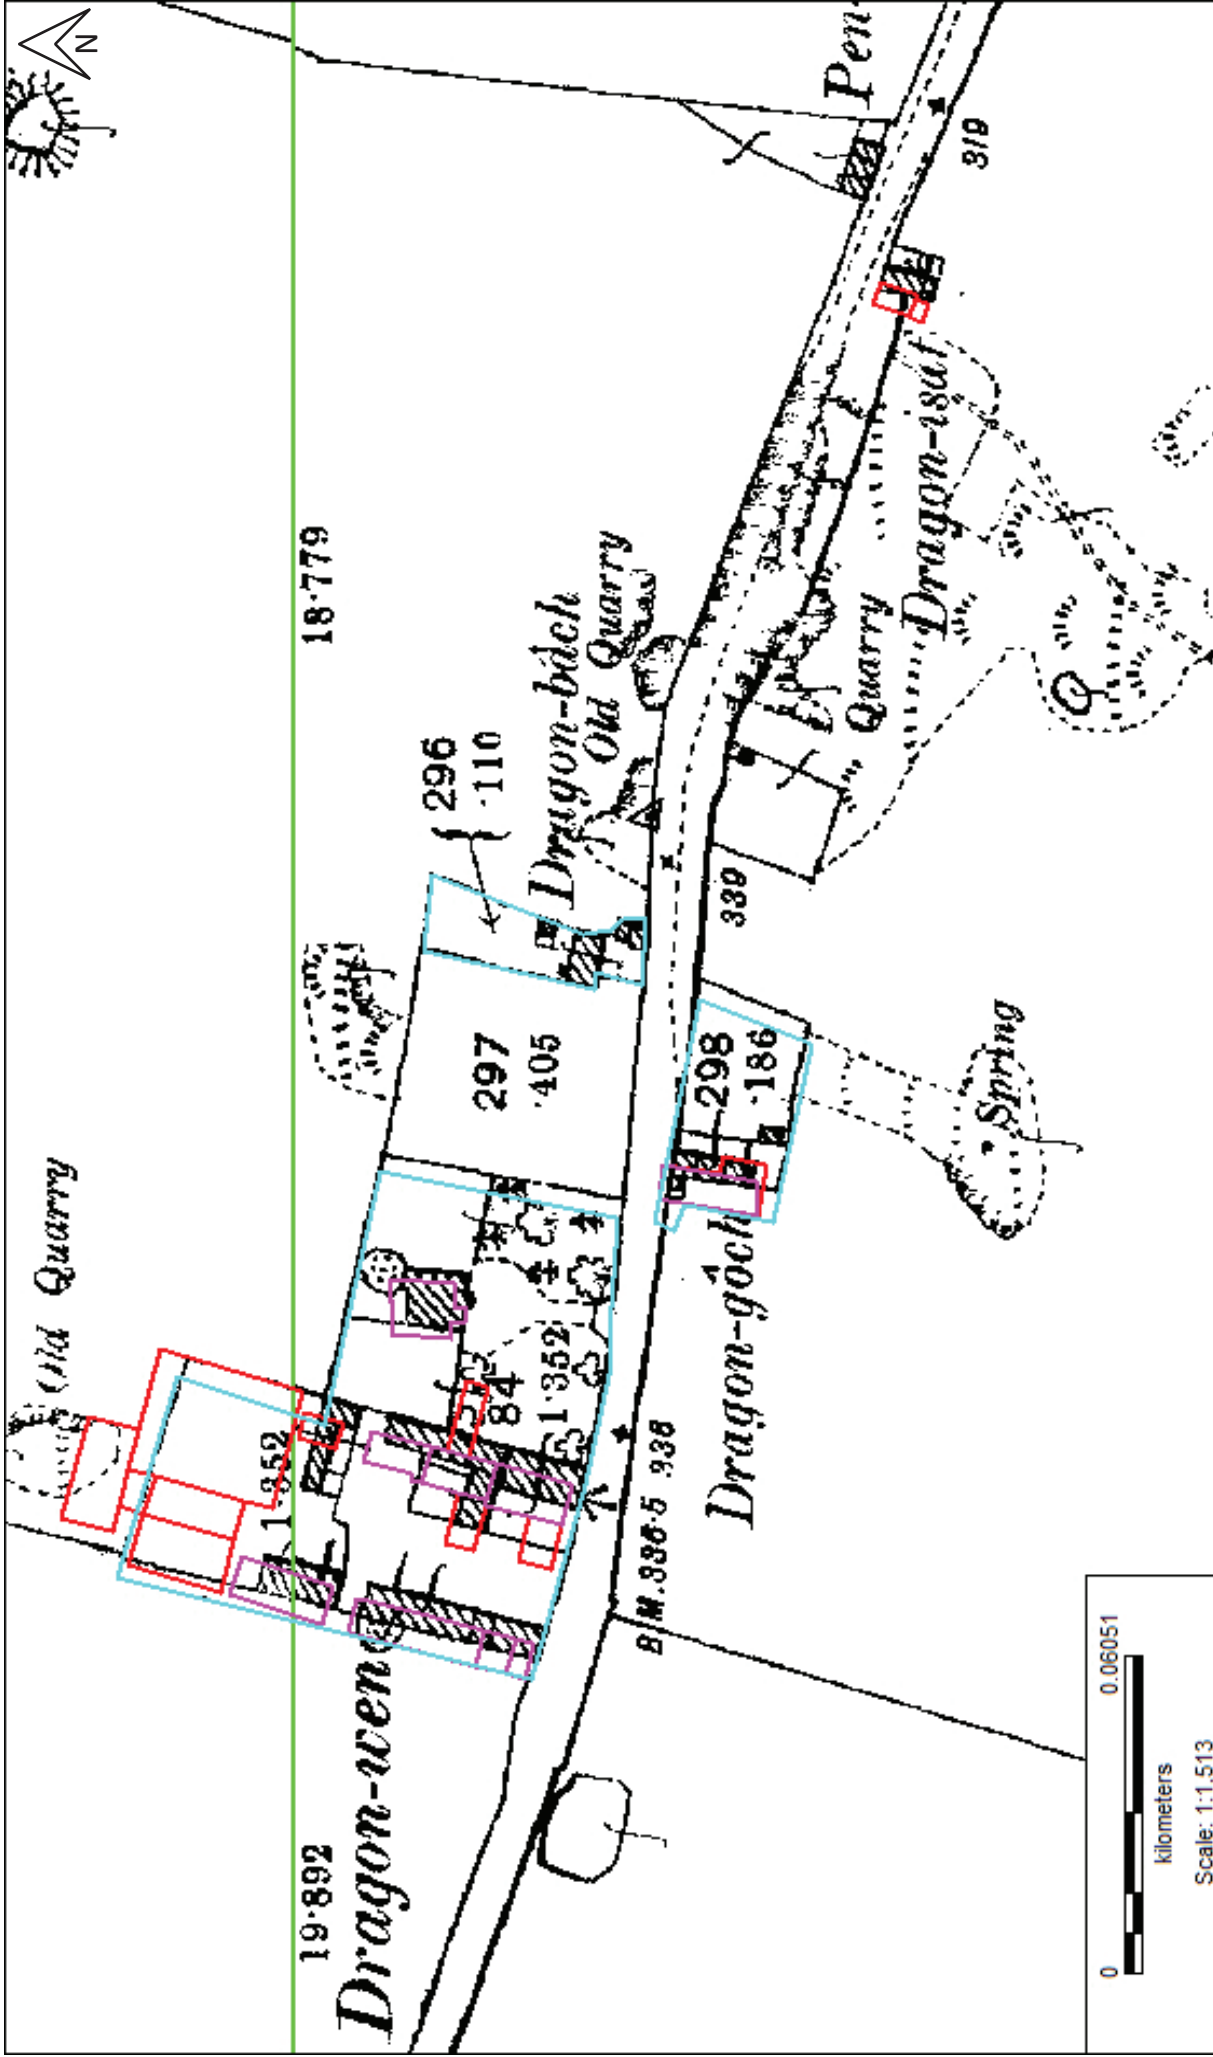 N
Old Quarry
19·892
18·779
1·352
Dragon-wen
84
1·352
297
·405
296
·110
Dragon-bach
Old Quarry
B.M. 336·5
336
339
319
Pen
Dragon-goch
298
·186
Quarry
Dragon-isaf
Spring
0
0.06051
kilometers
Scale: 1:1,513